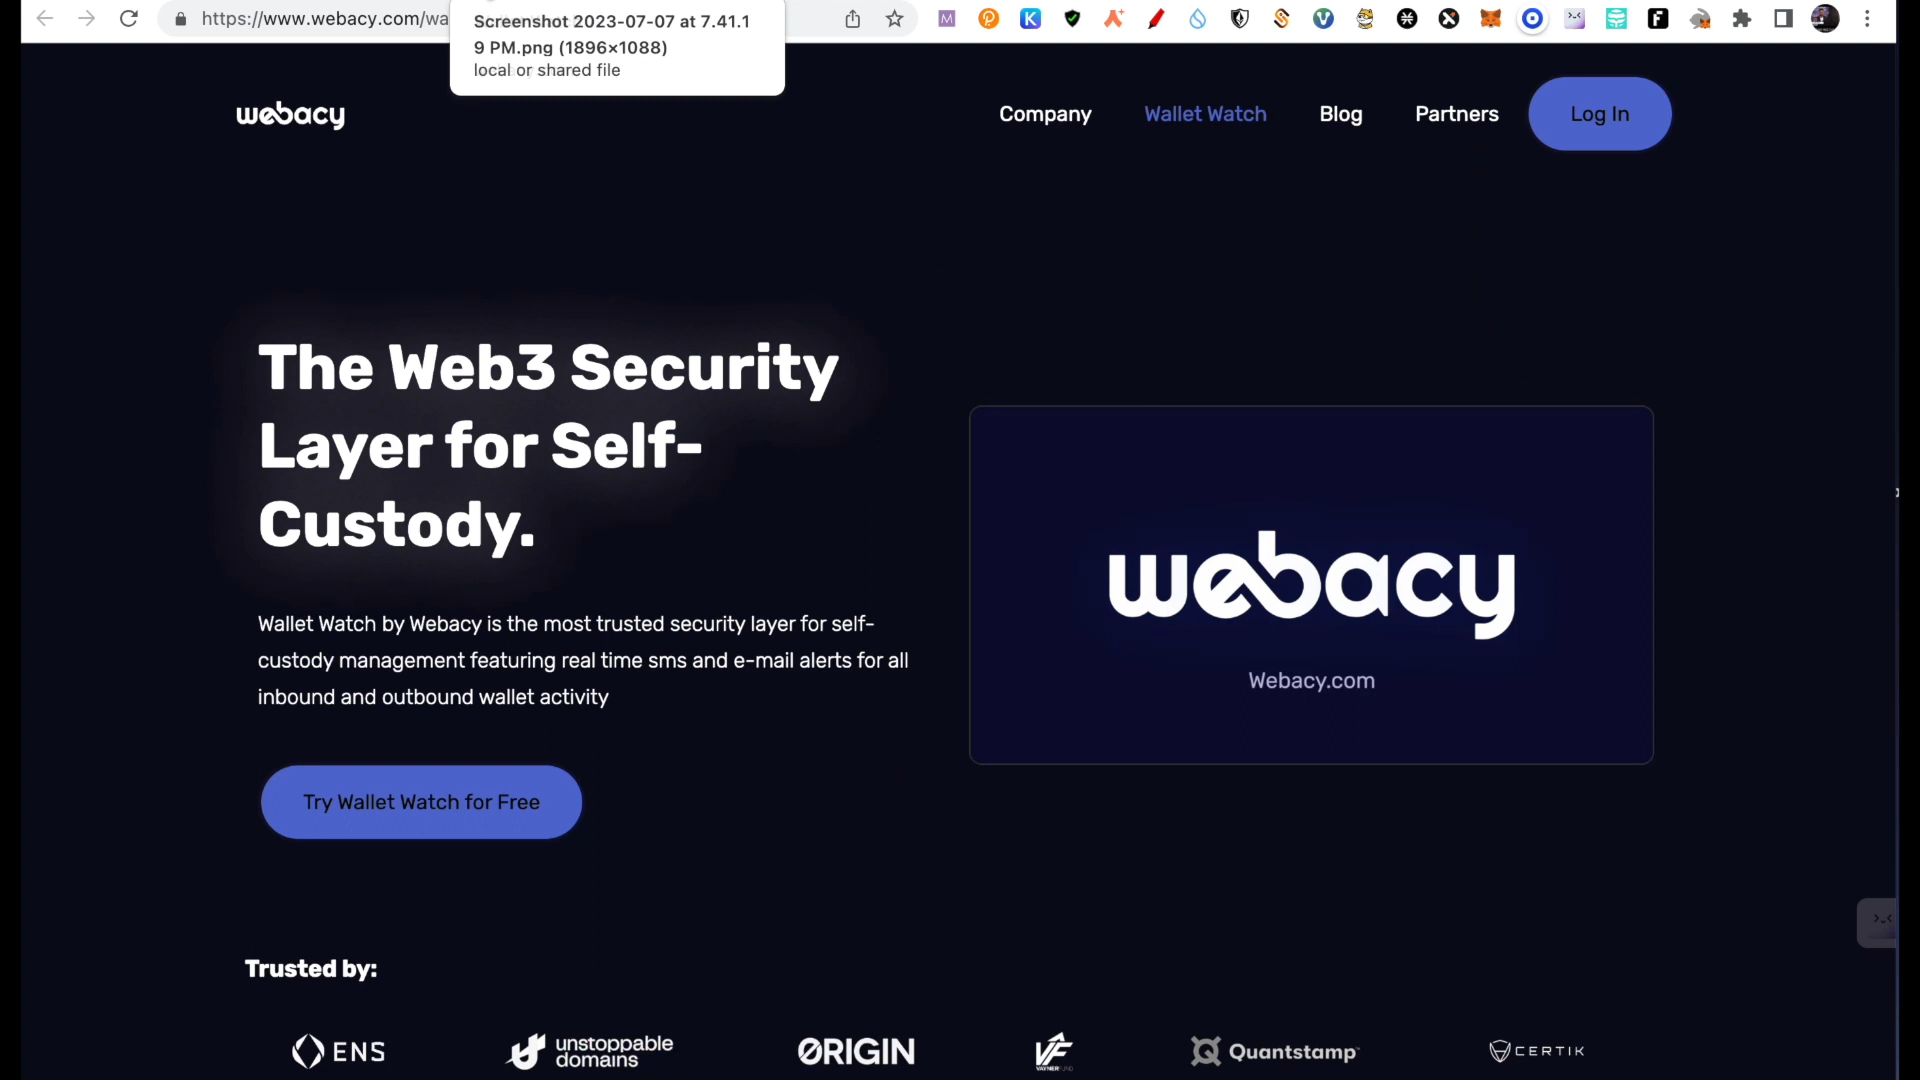 https://www.webacy.com/wa
Screenshot 2023-07-07 at 7.41.1
9 PM.png (1896×1088)
local or shared file
webacy
Company
Wallet Watch
Blog
Partners
Log In
The Web3 Security
Layer for Self-
Custody.
Wallet Watch by Webacy is the most trusted security layer for self-
custody management featuring real time sms and e-mail alerts for all
inbound and outbound wallet activity
Try Wallet Watch for Free
webacy
Webacy.com
Trusted by:
ENS
unstoppable
domains
ØRIGIN
VF
VAYNERFUND
Quantstamp
CERTIK